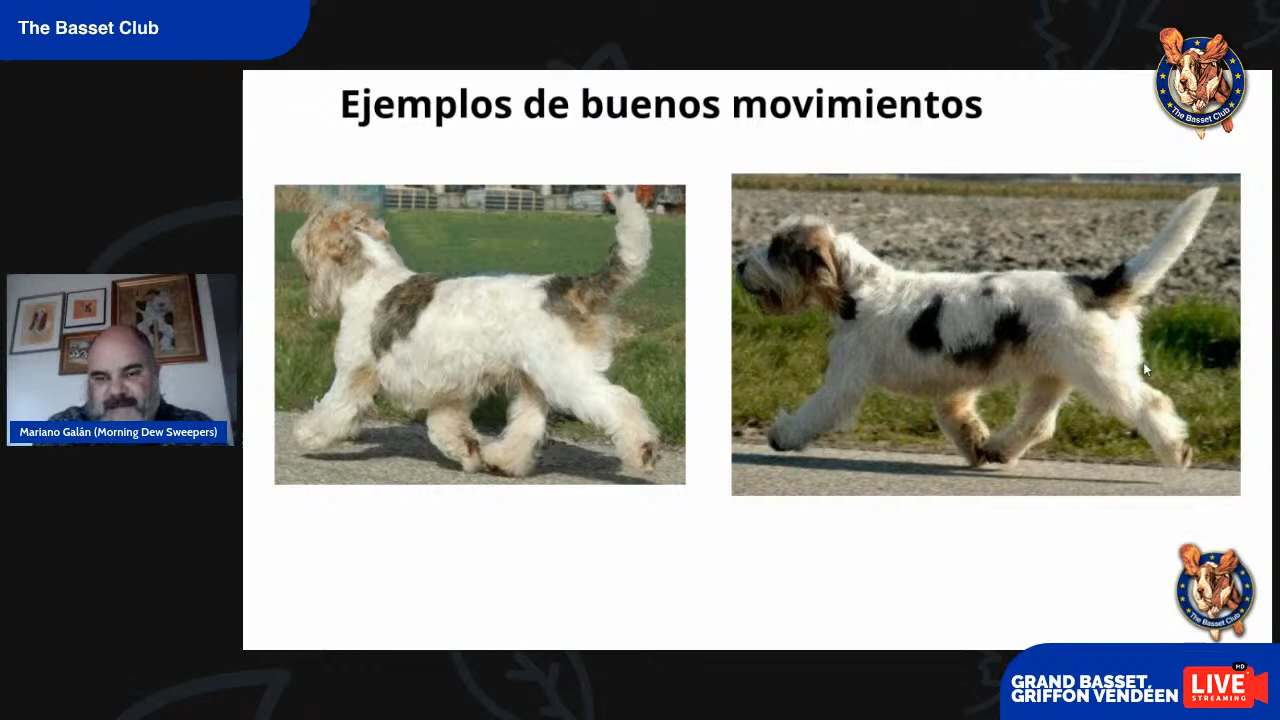 The Basset Club
Ejemplos de buenos movimientos
The Basset Club
Mariano Galán (Morning Dew Sweepers)
The Basset Club
GRAND BASSET
GRIFFON VENDÉEN
LIVE
STREAMING
HD